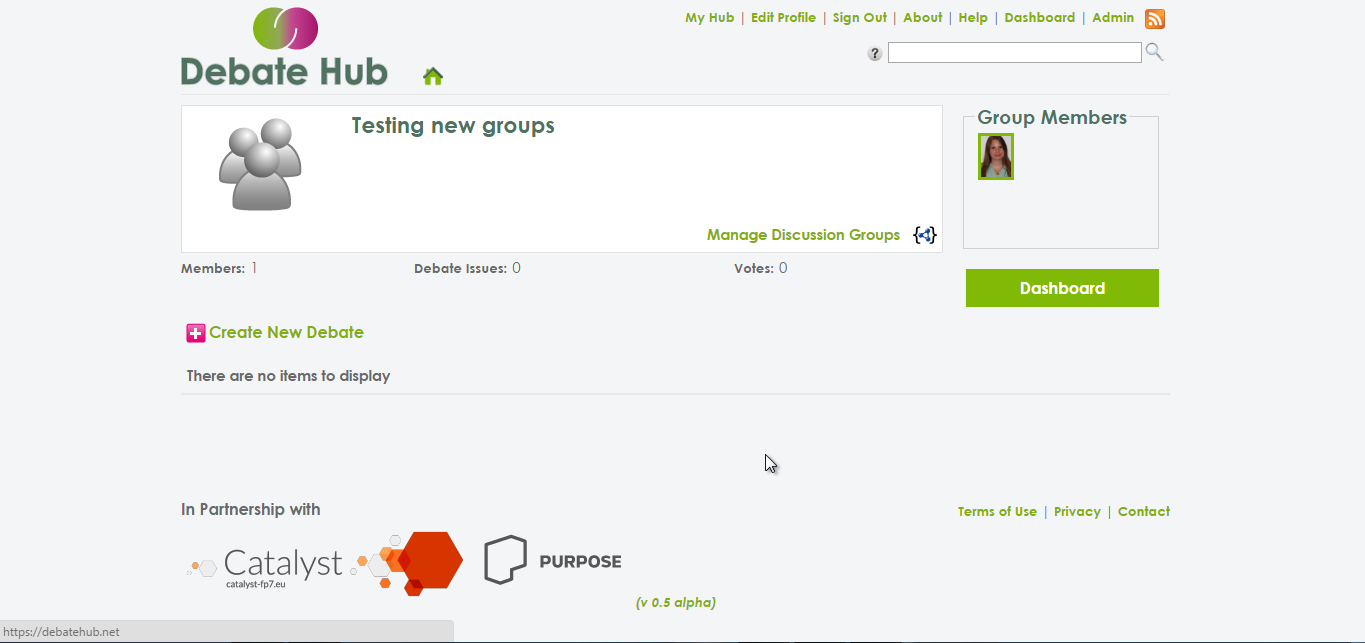 My Hub | Edit Profile | Sign Out | About | Help | Dashboard | Admin
?
Debate Hub
Testing new groups
Group Members
Manage Discussion Groups
Members: 1 Debate Issues: 0 Votes: 0
Dashboard
Create New Debate
There are no items to display
In Partnership with
Terms of Use | Privacy | Contact
Catalyst
catalyst-fp7.eu
PURPOSE
(v 0.5 alpha)
https://debatehub.net